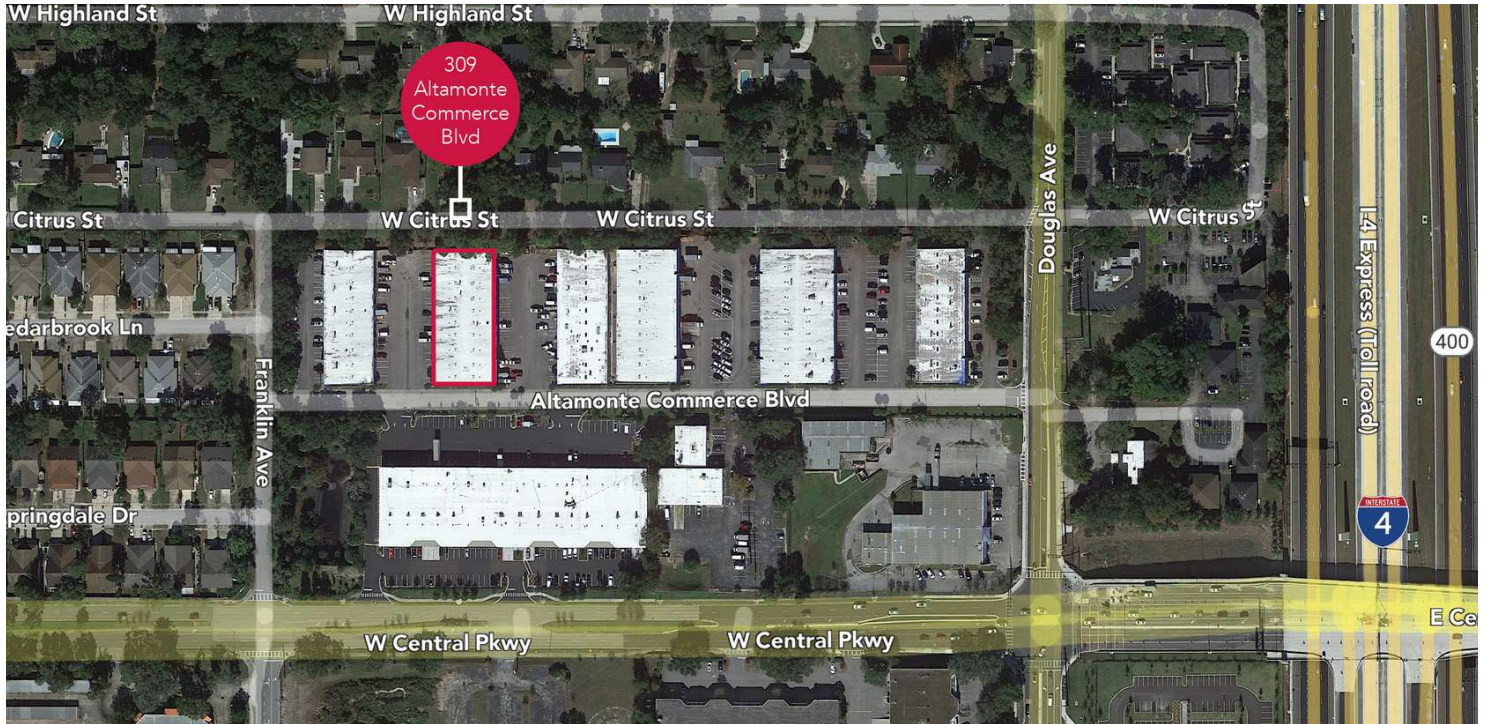 W Highland St
W Highland St
309
Altamonte
Commerce
Blvd
Citrus St
W Citrus St
W Citrus St
W Citrus St
Douglas Ave
I-4 Express (Toll road)
edarbrook Ln
400
Franklin Ave
Altamonte Commerce Blvd
pringdale Dr
INTERSTATE
4
E Ce
W Central Pkwy
W Central Pkwy